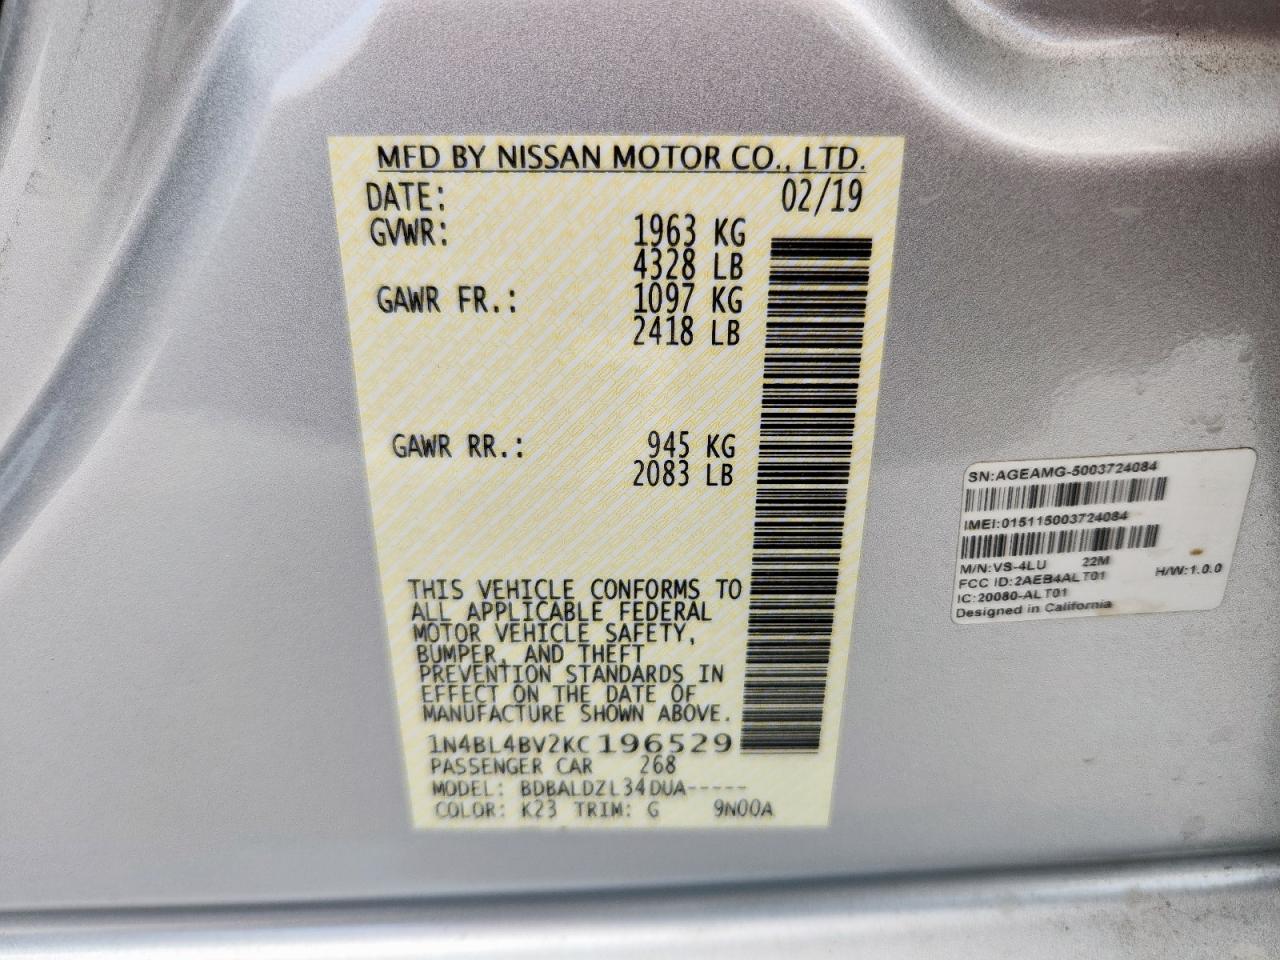 MFD BY NISSAN MOTOR CO., LTD.
DATE: 02/19
GVWR: 1963 KG
4328 LB
GAWR FR.: 1097 KG
2418 LB
GAWR RR.: 945 KG
2083 LB
THIS VEHICLE CONFORMS TO
ALL APPLICABLE FEDERAL
MOTOR VEHICLE SAFETY,
BUMPER, AND THEFT
PREVENTION STANDARDS IN
EFFECT ON THE DATE OF
MANUFACTURE SHOWN ABOVE.
1N4BL4BV2KC196529
PASSENGER CAR 268
MODEL: BDBALDZL34DUA-----
COLOR: K23 TRIM: G 9N00A
SN:AGEAMG-5003724084
IMEI:015115003724084
M/N:VS-4LU 22M
FCC ID:2AEB4ALT01 H/W:1.0.0
IC:20080-ALT01
Designed in California